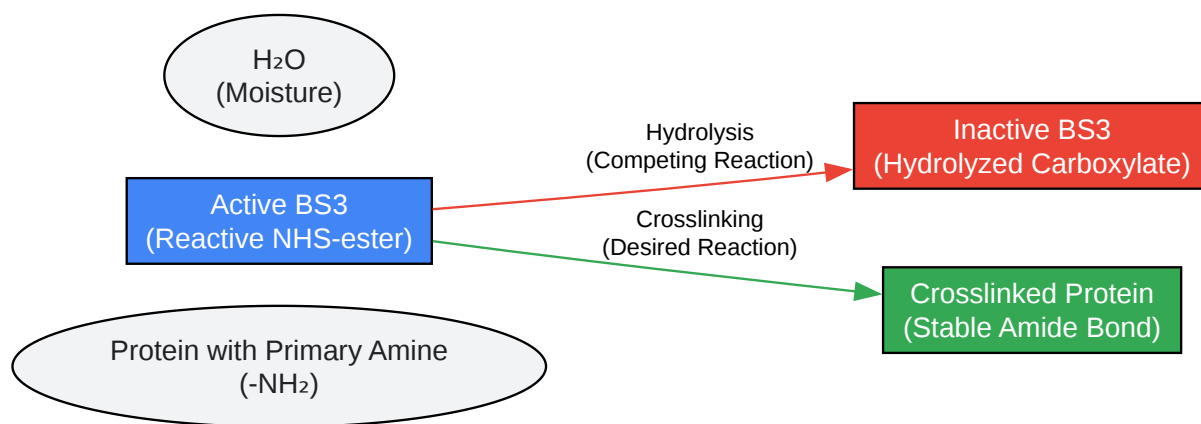 H₂O
(Moisture)
Active BS3
(Reactive NHS-ester)
Protein with Primary Amine
(-NH₂)
Hydrolysis
(Competing Reaction)
Crosslinking
(Desired Reaction)
Inactive BS3
(Hydrolyzed Carboxylate)
Crosslinked Protein
(Stable Amide Bond)